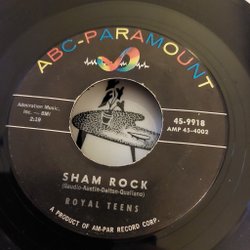 ABC-PARAMOUNT
Admiration Music,
Inc. — BMI
2:19
45-9918
AMP 45-4002
SHAM ROCK
(Gaudio-Austin-Dalton-Qualiano)
ROYAL TEENS
A PRODUCT OF AM-PAR RECORD CORP.